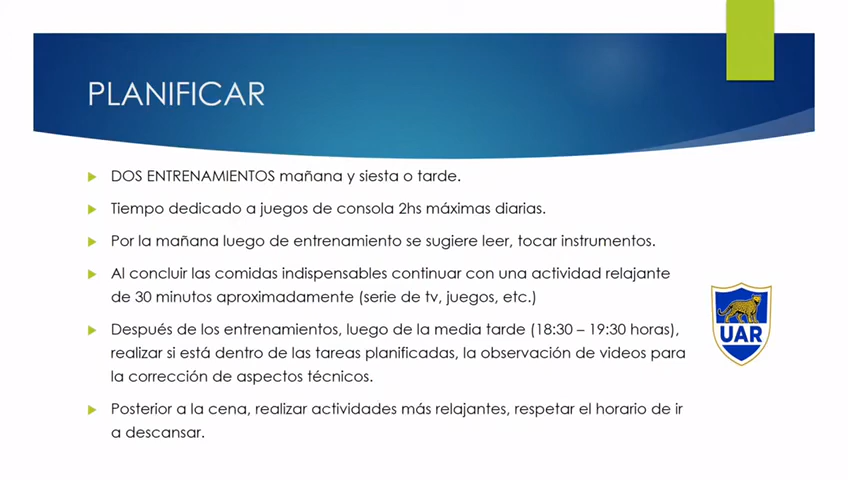 PLANIFICAR
DOS ENTRENAMIENTOS mañana y siesta o tarde.
Tiempo dedicado a juegos de consola 2hs máximas diarias.
Por la mañana luego de entrenamiento se sugiere leer, tocar instrumentos.
Al concluir las comidas indispensables continuar con una actividad relajante
de 30 minutos aproximadamente (serie de tv, juegos, etc.)
Después de los entrenamientos, luego de la media tarde (18:30 – 19:30 horas),
realizar si está dentro de las tareas planificadas, la observación de videos para
la corrección de aspectos técnicos.
Posterior a la cena, realizar actividades más relajantes, respetar el horario de ir
a descansar.
UAR